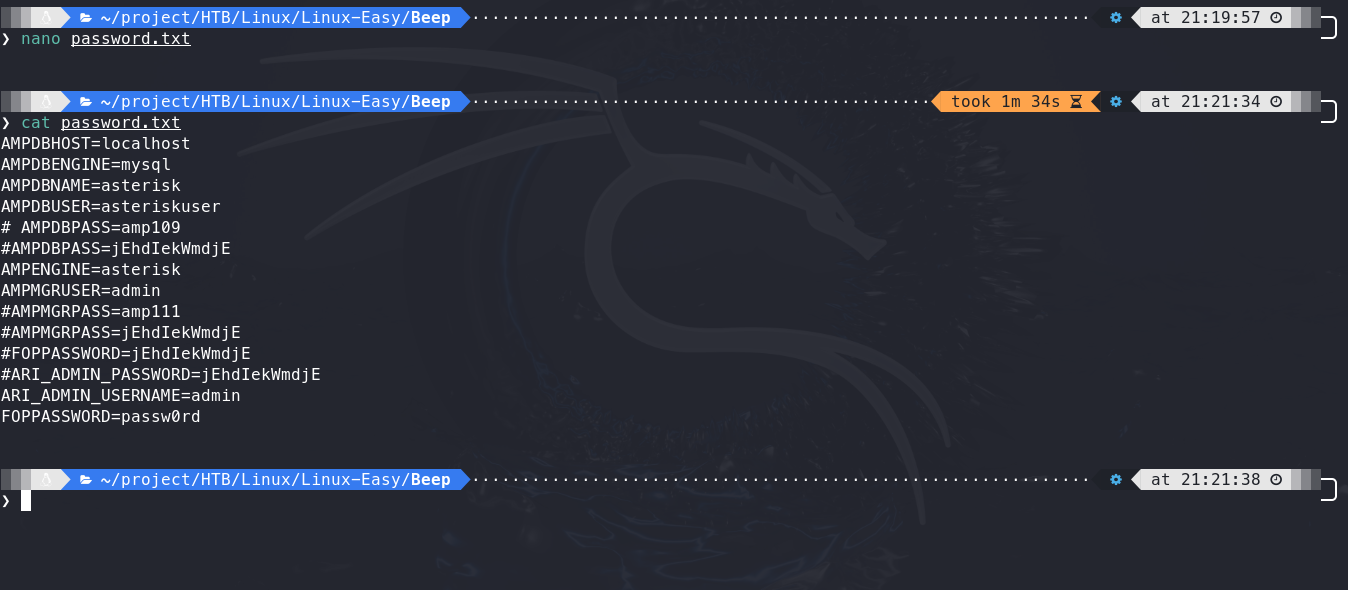 ~/project/HTB/Linux/Linux-Easy/Beep at 21:19:57
❯ nano password.txt
~/project/HTB/Linux/Linux-Easy/Beep took 1m 34s at 21:21:34
❯ cat password.txt
AMPDBHOST=localhost
AMPDBENGINE=mysql
AMPDBNAME=asterisk
AMPDBUSER=asteriskuser
# AMPDBPASS=amp109
#AMPDBPASS=jEhdIekWmdjE
AMPENGINE=asterisk
AMPMGRUSER=admin
#AMPMGRPASS=amp111
#AMPMGRPASS=jEhdIekWmdjE
#FOPPASSWORD=jEhdIekWmdjE
#ARI_ADMIN_PASSWORD=jEhdIekWmdjE
ARI_ADMIN_USERNAME=admin
FOPPASSWORD=passw0rd
~/project/HTB/Linux/Linux-Easy/Beep at 21:21:38
❯